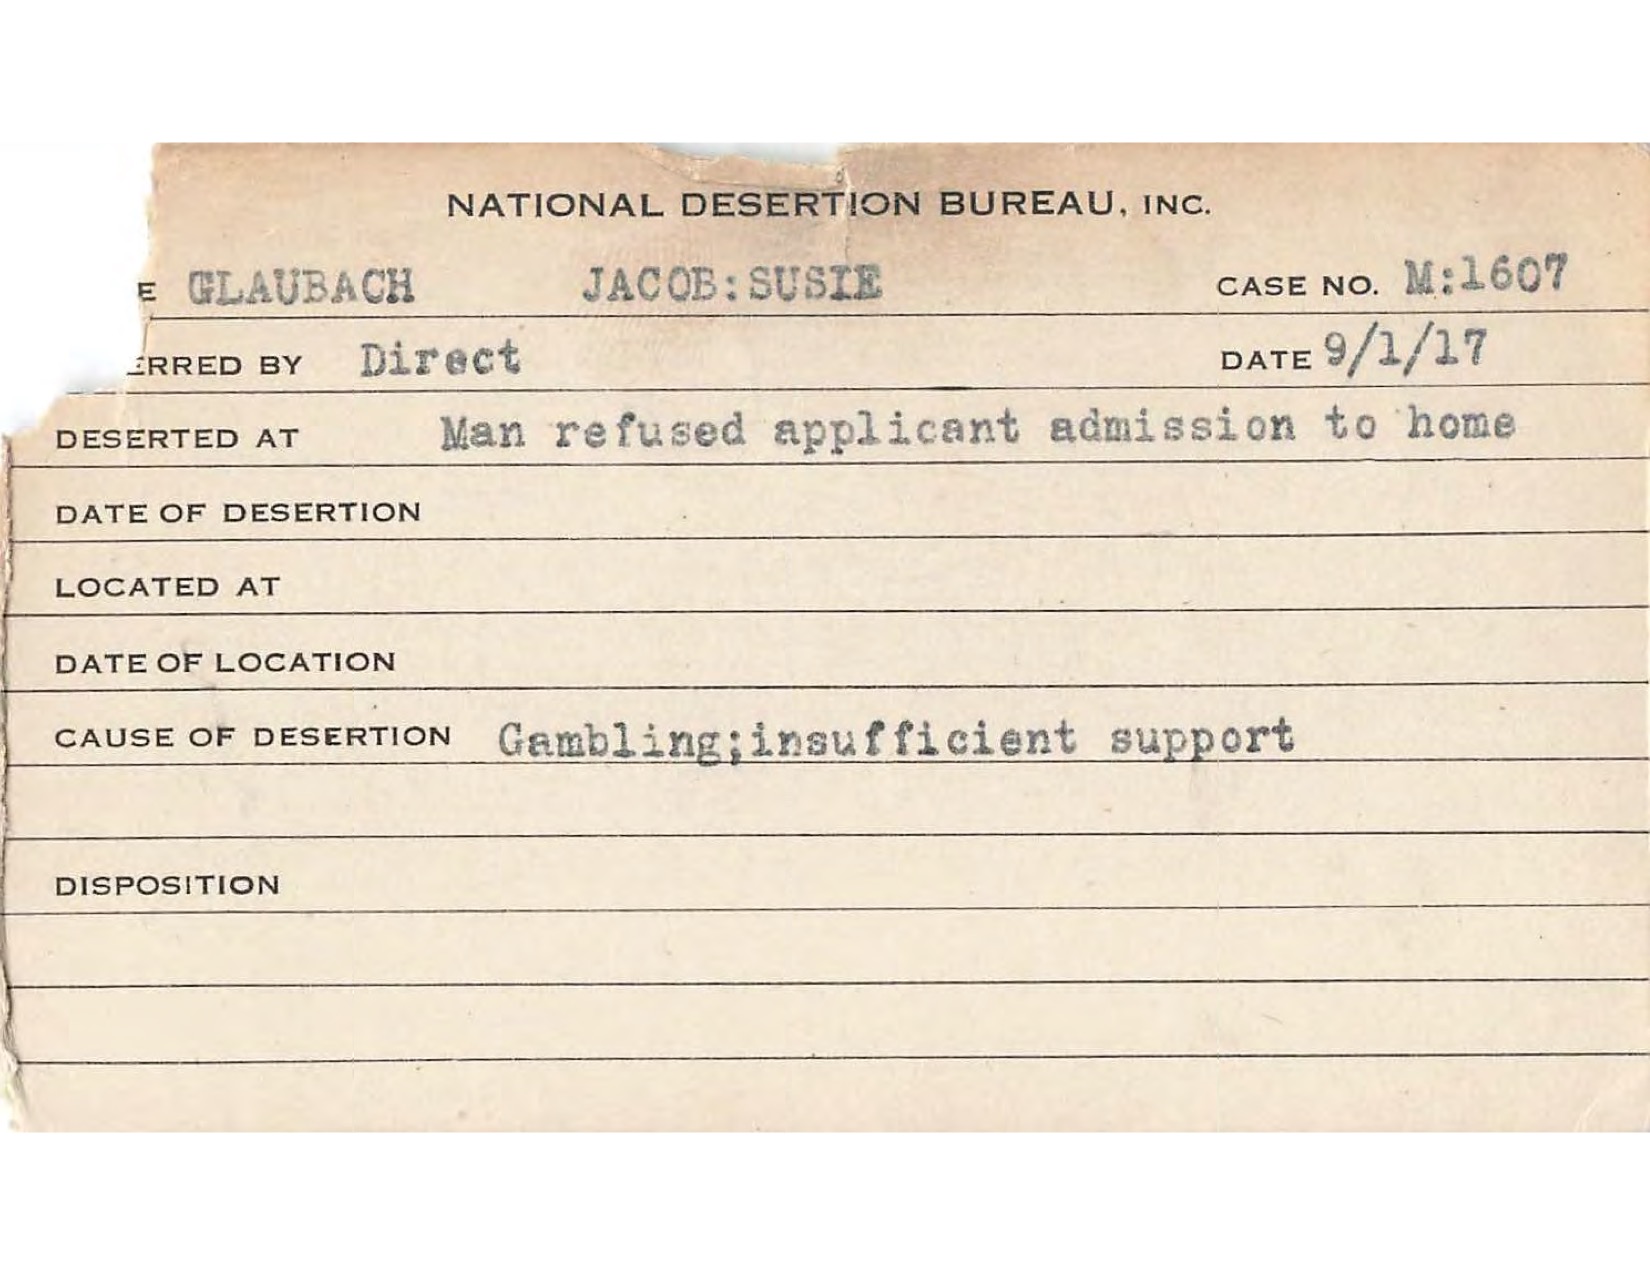 NATIONAL DESERTION BUREAU, INC.
E GLAUBACH JACOB:SUSIE CASE NO. M:1607
ERRED BY Direct DATE 9/1/17
DESERTED AT Man refused applicant admission to home
DATE OF DESERTION
LOCATED AT
DATE OF LOCATION
CAUSE OF DESERTION Gambling;insufficient support
DISPOSITION